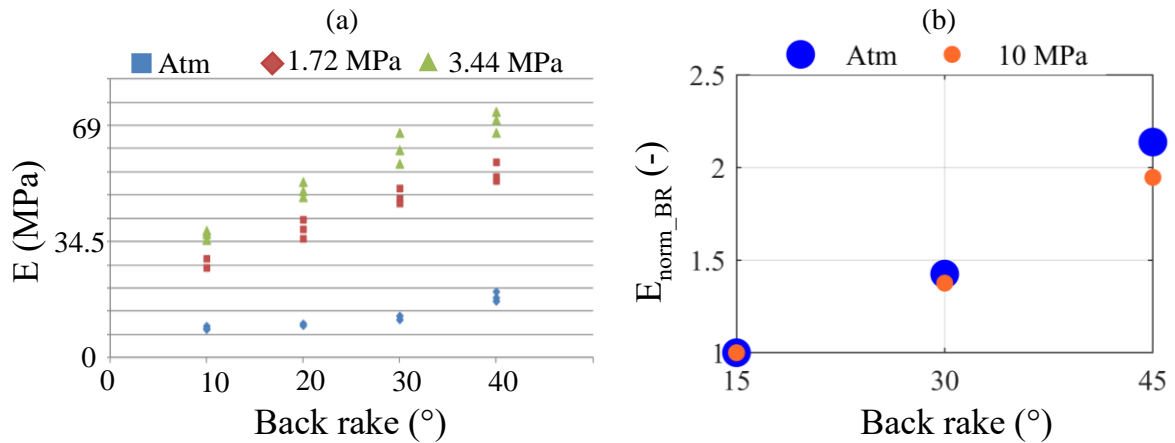 (a)
Atm 1.72 MPa 3.44 MPa
E (MPa)
69
34.5
0
0 10 20 30 40
Back rake (°)
(b)
Atm 10 MPa
E_norm_BR (-)
2.5
2
1.5
1
15 30 45
Back rake (°)